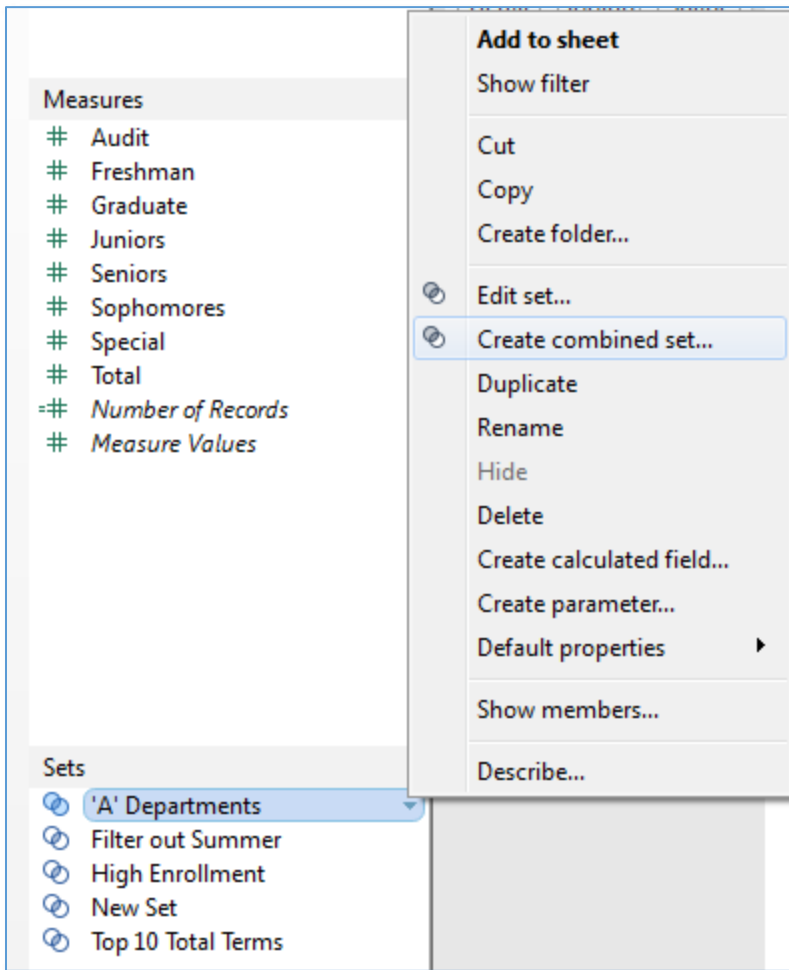 Measures
Audit
Freshman
Graduate
Juniors
Seniors
Sophomores
Special
Total
Number of Records
Measure Values
Sets
'A' Departments
Filter out Summer
High Enrollment
New Set
Top 10 Total Terms
Add to sheet
Show filter
Cut
Copy
Create folder...
Edit set...
Create combined set...
Duplicate
Rename
Hide
Delete
Create calculated field...
Create parameter...
Default properties
Show members...
Describe...